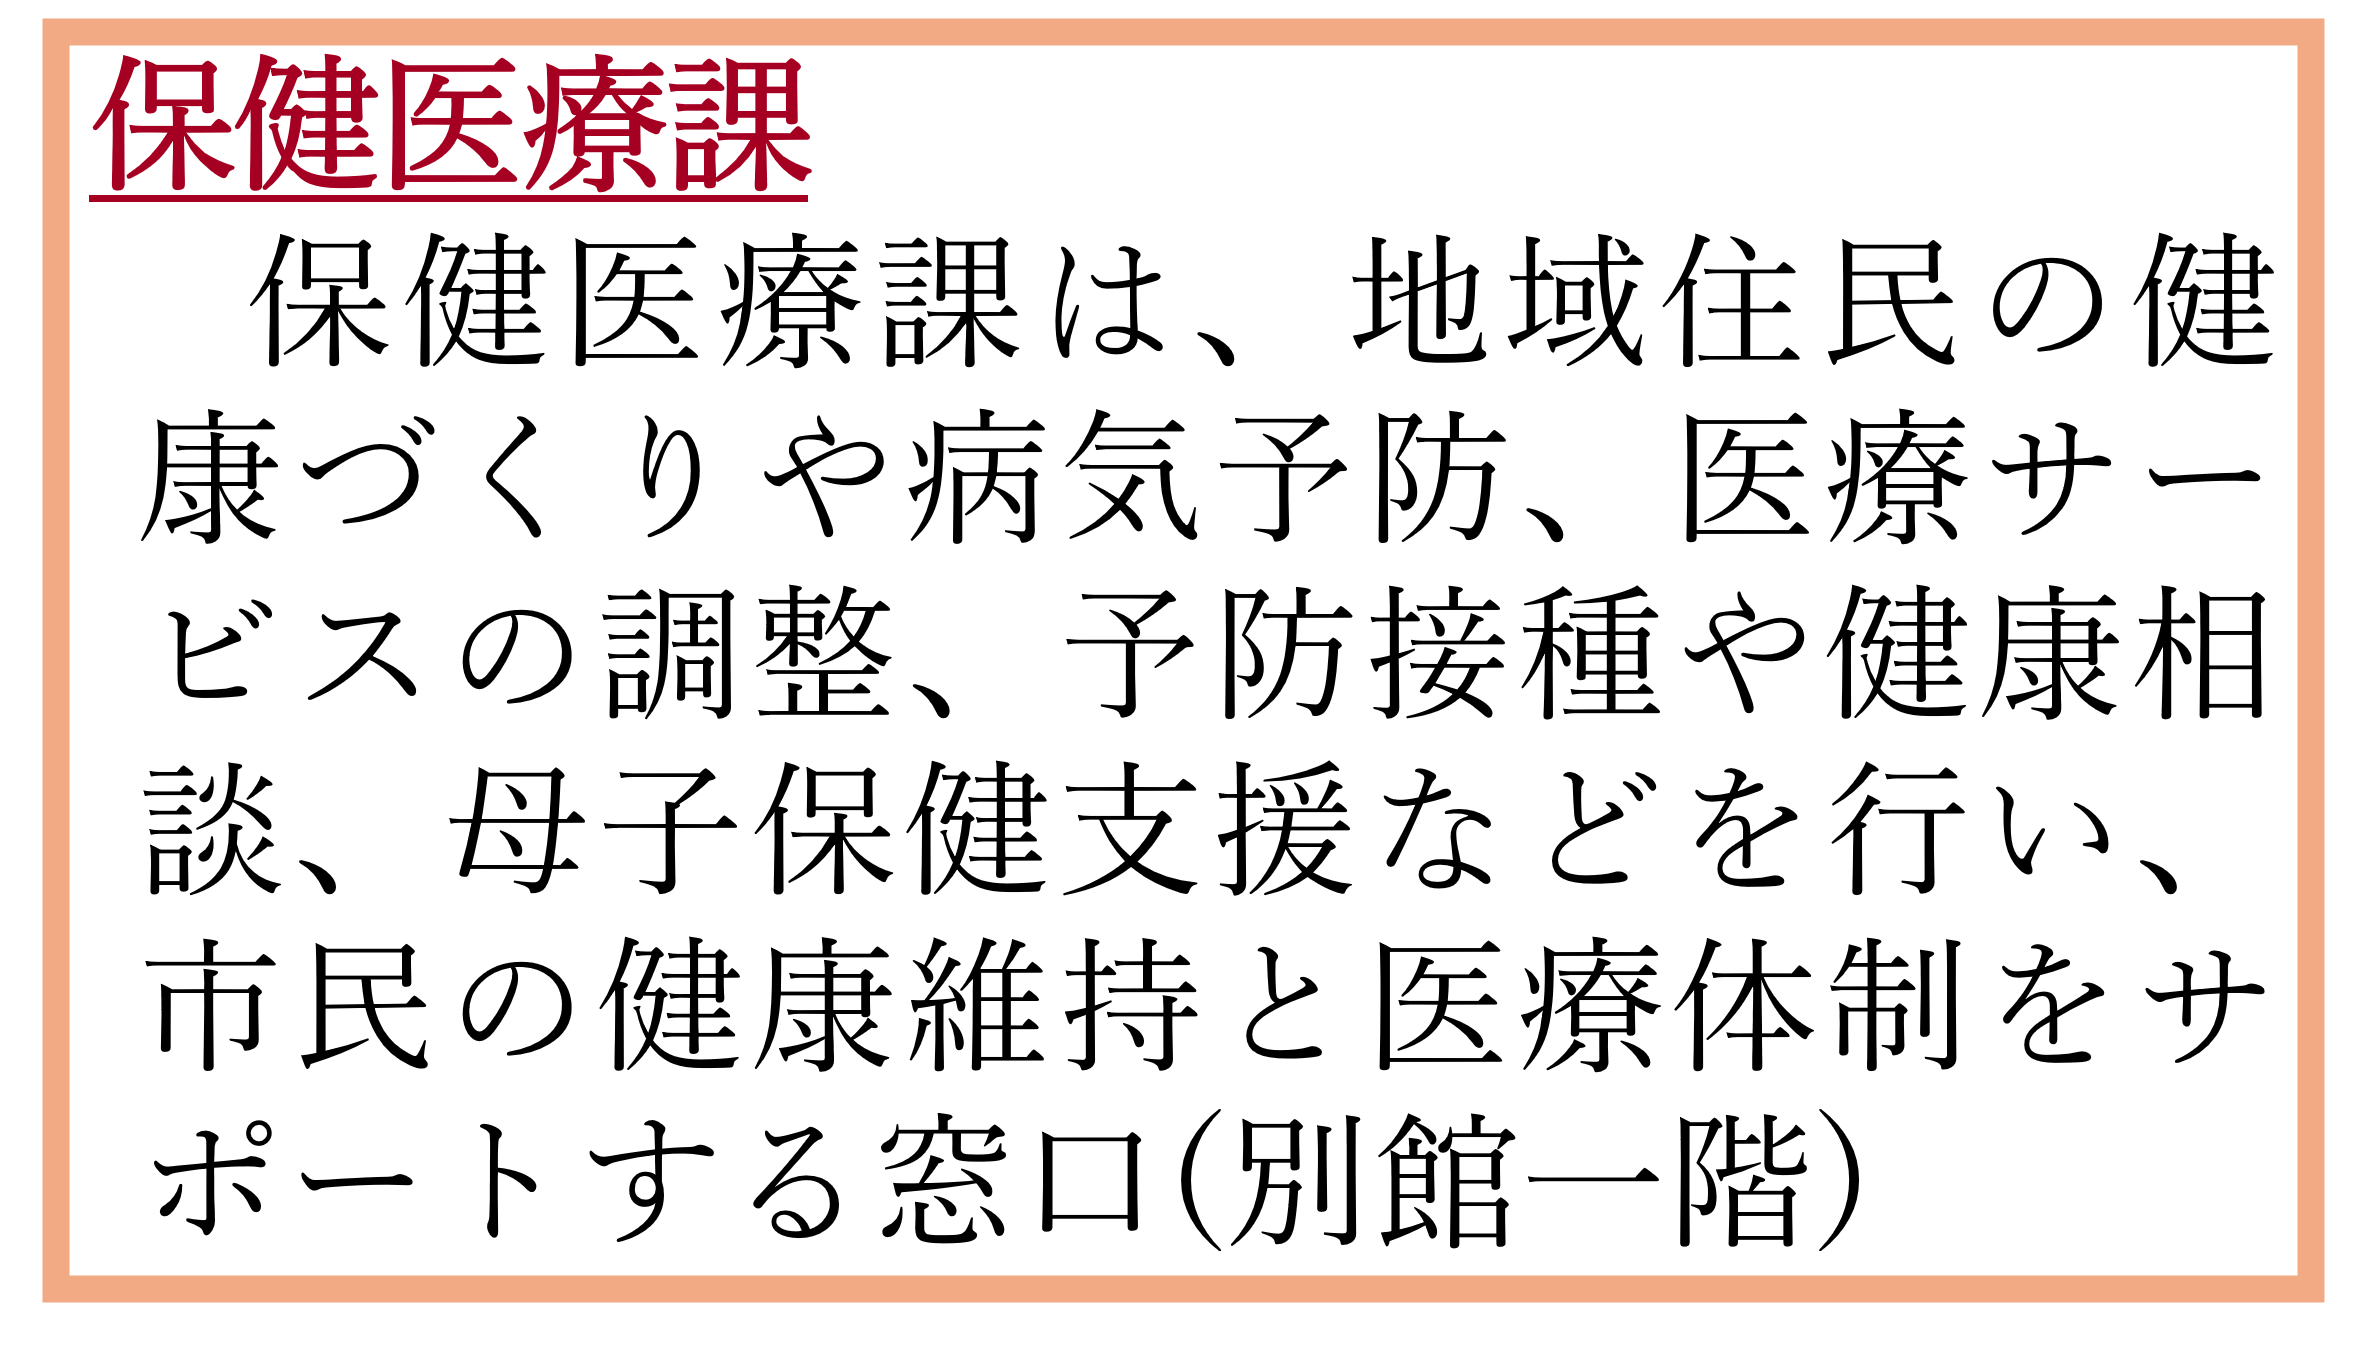 保健医療課
保健医療課は、地域住民の健
康づくりや病気予防、医療サー
ビスの調整、予防接種や健康相
談、母子保健支援などを行い、
市民の健康維持と医療体制をサ
ポートする窓口(別館一階)